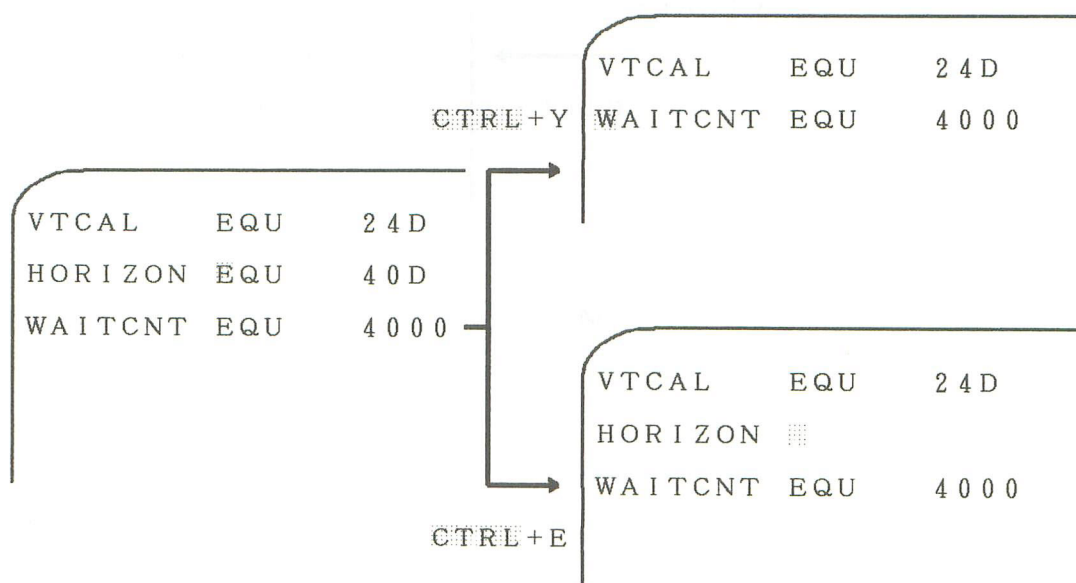 VTCAL EQU 24D
HORIZON EQU 40D
WAITCNT EQU 4000
CTRL+Y
VTCAL EQU 24D
WAITCNT EQU 4000
CTRL+E
VTCAL EQU 24D
HORIZON
WAITCNT EQU 4000